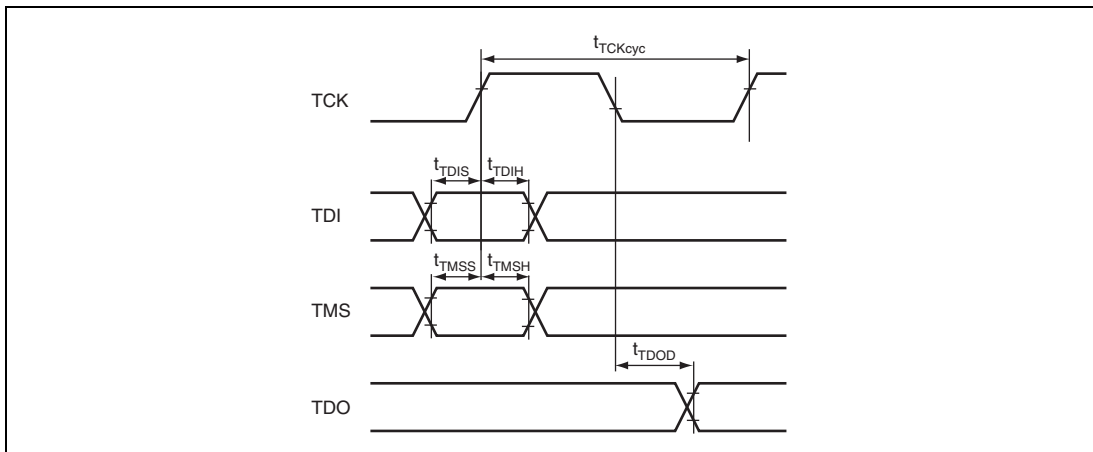 tTCKcyc
TCK
tTDIS tTDIH
TDI
tTMSS tTMSH
TMS
tTDOD
TDO